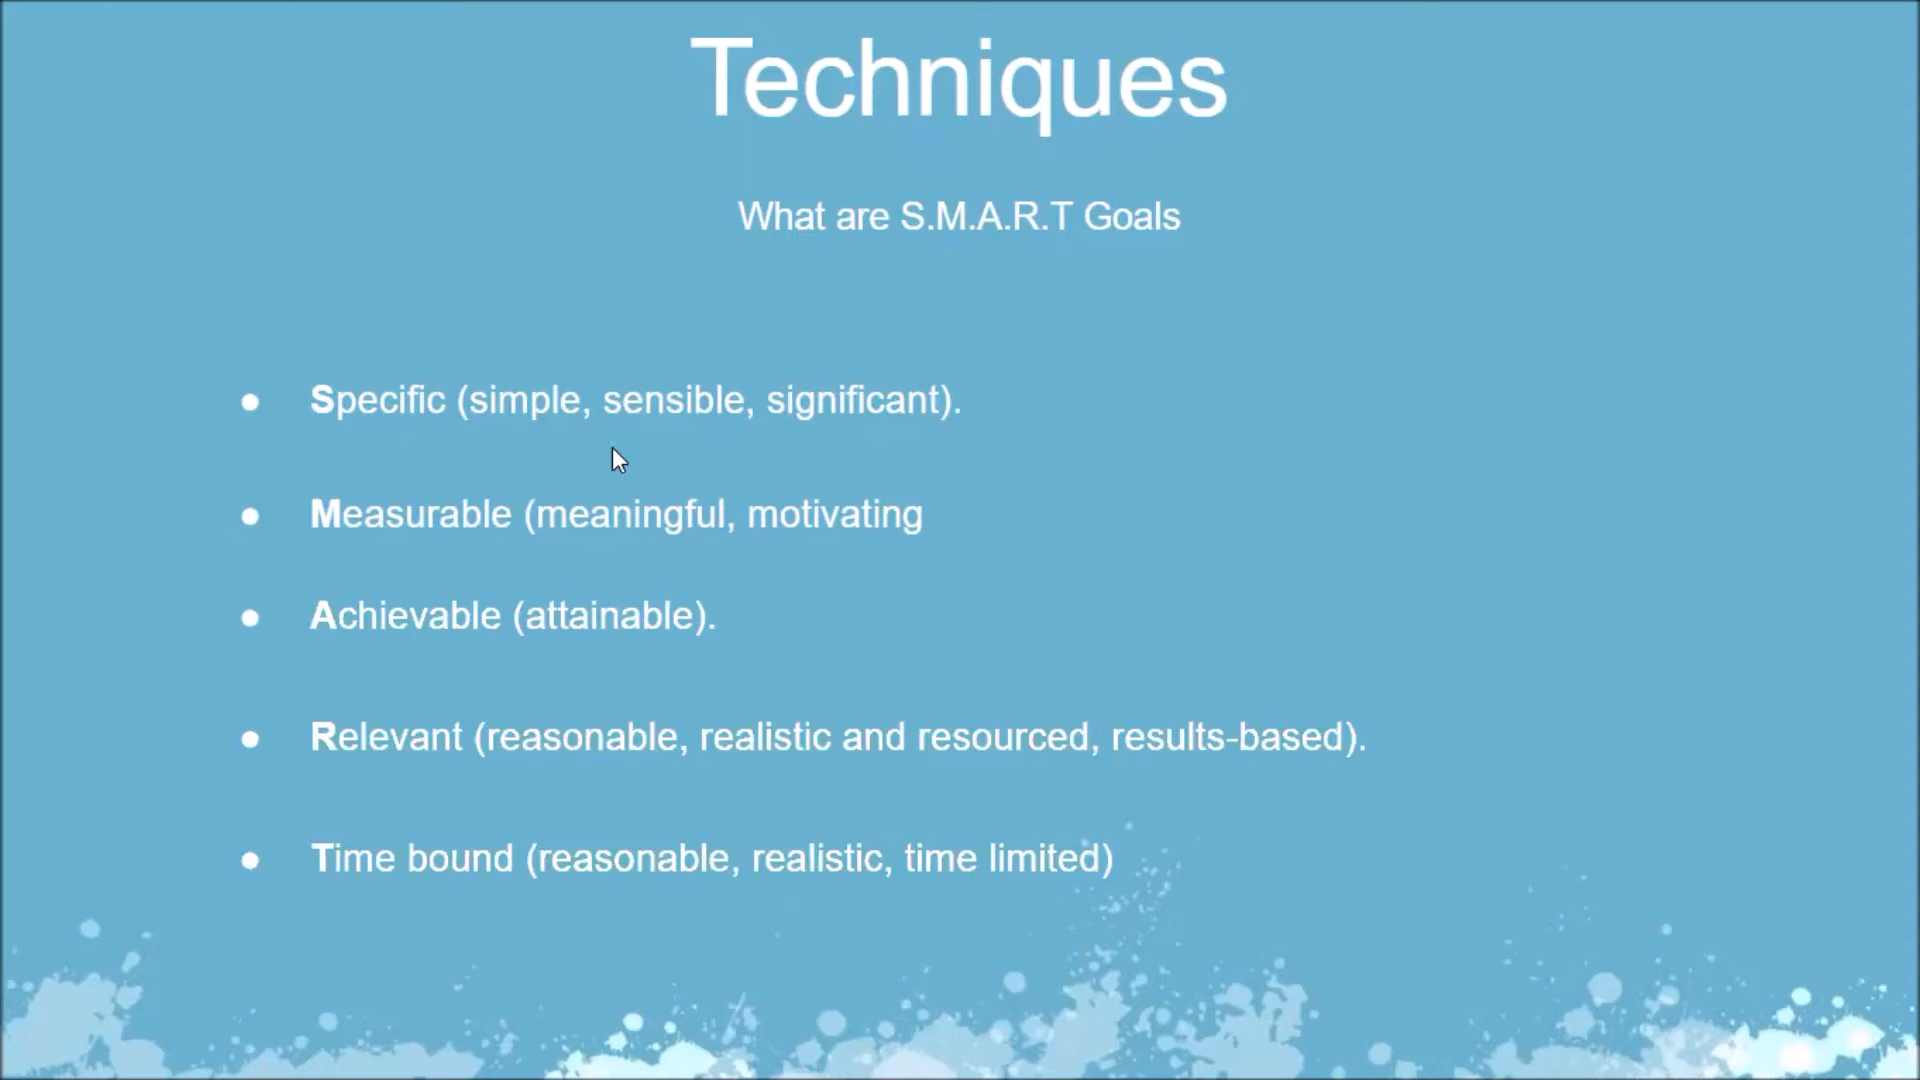 Techniques
What are S.M.A.R.T Goals
● Specific (simple, sensible, significant).
● Measurable (meaningful, motivating
● Achievable (attainable).
● Relevant (reasonable, realistic and resourced, results-based).
● Time bound (reasonable, realistic, time limited)